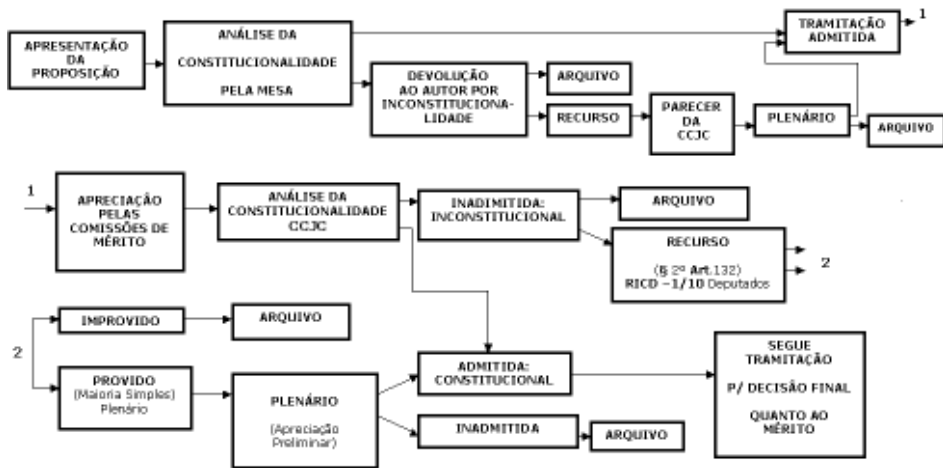 APRESENTAÇÃO
DA
PROPOSIÇÃO
ANÁLISE DA
CONSTITUCIONALIDADE
PELA MESA
DEVOLUÇÃO
AO AUTOR POR
INCONSTITUCIONA-
LIDADE
ARQUIVO
RECURSO
PARECER
DA
CCJC
PLENÁRIO
TRAMITAÇÃO
ADMITIDA
1
ARQUIVO
1
APRECIAÇÃO
PELAS
COMISSÕES DE
MÉRITO
ANÁLISE DA
CONSTITUCIONALIDADE
CCJC
INADIMITIDA:
INCONSTITUCIONAL
ARQUIVO
RECURSO
(§ 2º Art.132)
RICD –1/10 Deputados
2
2
IMPROVIDO
ARQUIVO
PROVIDO
(Maioria Simples)
Plenário
PLENÁRIO
(Apreciação
Preliminar)
ADMITIDA:
CONSTITUCIONAL
INADMITIDA
ARQUIVO
SEGUE
TRAMITAÇÃO
P/ DECISÃO FINAL
QUANTO AO
MÉRITO